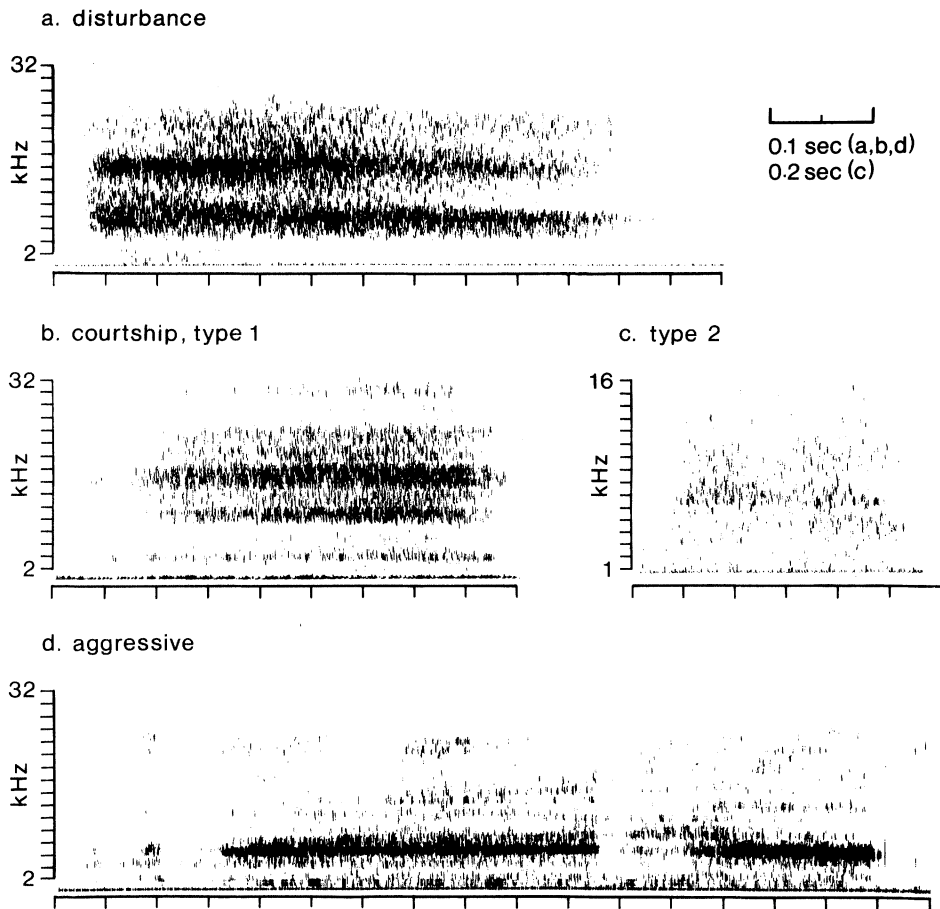 a. disturbance
32
kHz
2
0.1 sec (a,b,d)
0.2 sec (c)
b. courtship, type 1
32
kHz
2
c. type 2
16
kHz
1
d. aggressive
32
kHz
2